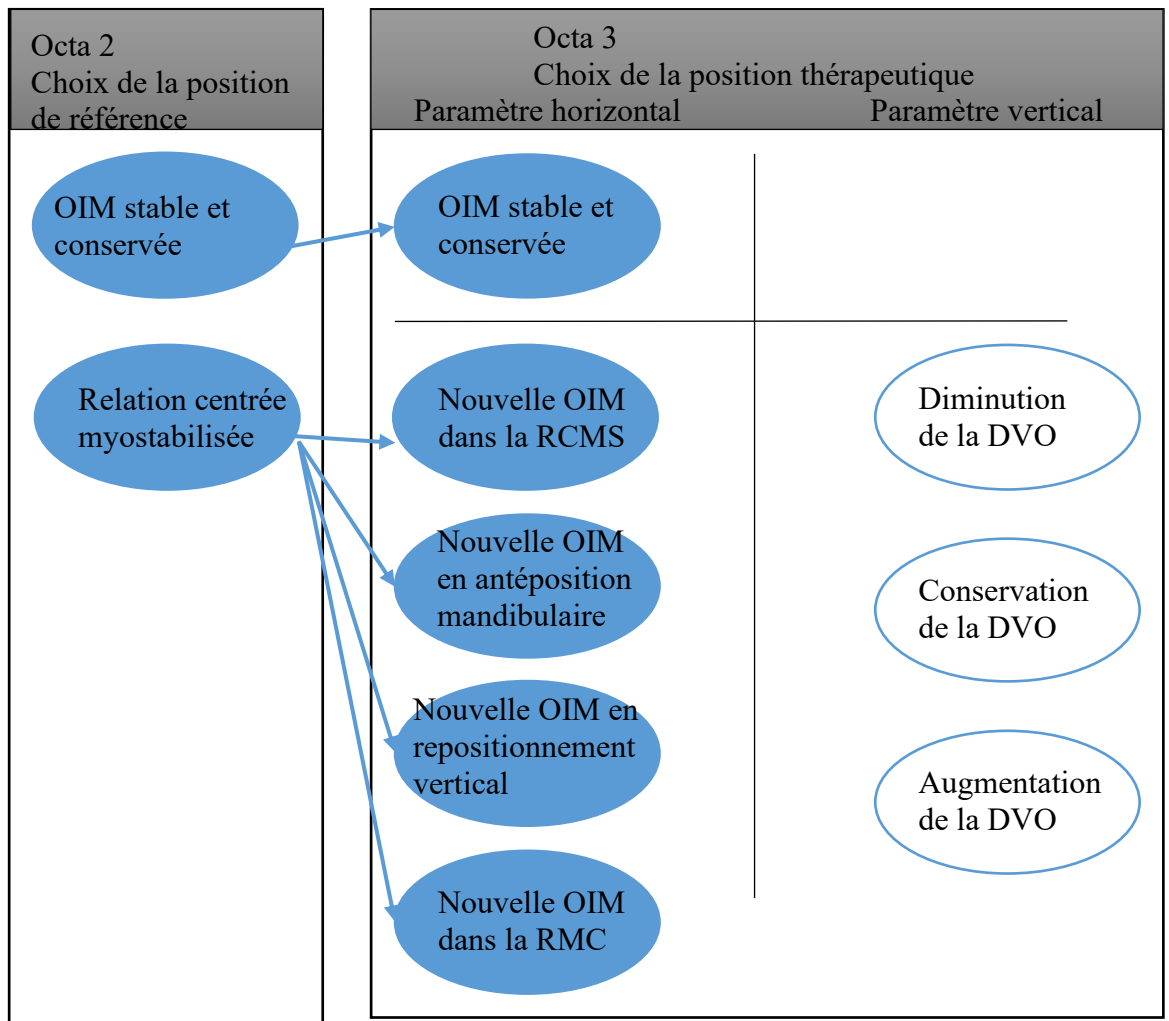 Octa 2
Choix de la position
de référence
OIM stable et
conservée
Relation centrée
myostabilisée
Octa 3
Choix de la position thérapeutique
Paramètre horizontal
Paramètre vertical
OIM stable et
conservée
Nouvelle OIM
dans la RCMS
Nouvelle OIM
en antéposition
mandibulaire
Nouvelle OIM en
repositionnement
vertical
Nouvelle OIM
dans la RMC
Diminution
de la DVO
Conservation
de la DVO
Augmentation
de la DVO